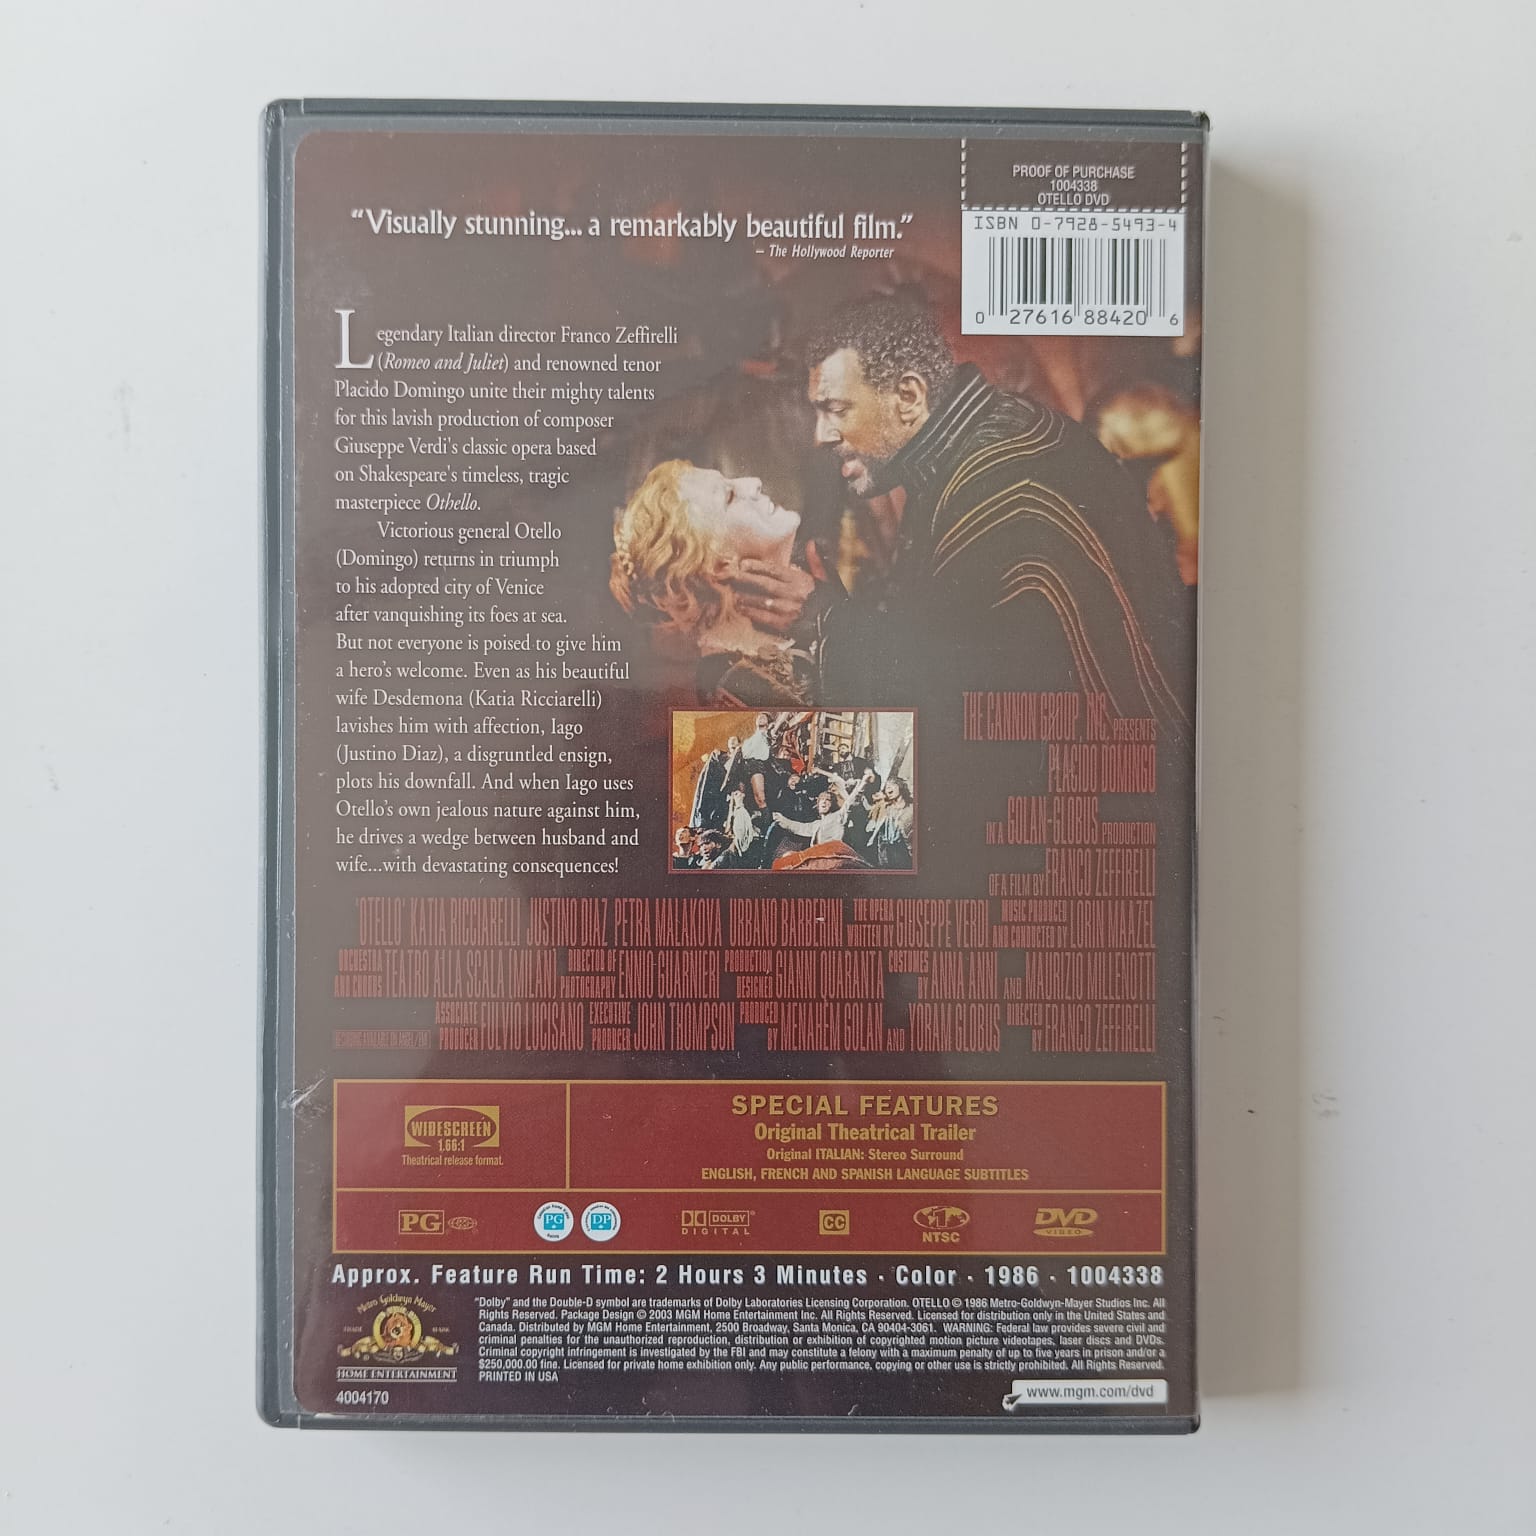 PROOF OF PURCHASE
1004338
OTELLO DVD
ISBN 0-7928-5493-4
0 27616 88420 6
“Visually stunning... a remarkably beautiful film.”
– The Hollywood Reporter
Legendary Italian director Franco Zeffirelli
(Romeo and Juliet) and renowned tenor
Placido Domingo unite their mighty talents
for this lavish production of composer
Giuseppe Verdi's classic opera based
on Shakespeare's timeless, tragic
masterpiece Othello.
Victorious general Otello
(Domingo) returns in triumph
to his adopted city of Venice
after vanquishing its foes at sea.
But not everyone is poised to give him
a hero's welcome. Even as his beautiful
wife Desdemona (Katia Ricciarelli)
lavishes him with affection, Iago
(Justino Diaz), a disgruntled ensign,
plots his downfall. And when Iago uses
Otello's own jealous nature against him,
he drives a wedge between husband and
wife...with devastating consequences!
THE CANNON GROUP, INC. PRESENTS
PLACIDO DOMINGO
IN A GOLAN-GLOBUS PRODUCTION
OF A FILM BY FRANCO ZEFFIRELLI
'OTELLO' KATIA RICCIARELLI JUSTINO DIAZ PETRA MALAKOVA URBANO BARBERINI THE OPERA WRITTEN BY GIUSEPPE VERDI MUSIC PRODUCED AND CONDUCTED BY LORIN MAAZEL
ORCHESTRA AND CHORUS TEATRO ALLA SCALA (MILAN) DIRECTOR OF PHOTOGRAPHY ENNIO GUARNIERI PRODUCTION DESIGNER GIANNI QUARANTA COSTUMES BY ANNA ANNI AND MAURIZIO MILLENOTTI
RECORDING AVAILABLE ON ANGEL/EMI ASSOCIATE PRODUCER FULVIO LUCISANO EXECUTIVE PRODUCER JOHN THOMPSON PRODUCED BY MENAHEM GOLAN AND YORAM GLOBUS DIRECTED BY FRANCO ZEFFIRELLI
WIDESCREEN
1.66:1
Theatrical release format.
SPECIAL FEATURES
Original Theatrical Trailer
Original ITALIAN: Stereo Surround
ENGLISH, FRENCH AND SPANISH LANGUAGE SUBTITLES
PG PG DP DOLBY DIGITAL CC NTSC DVD VIDEO
Approx. Feature Run Time: 2 Hours 3 Minutes · Color · 1986 · 1004338
Metro Goldwyn Mayer
TRADE MARK
HOME ENTERTAINMENT
4004170
"Dolby" and the Double-D symbol are trademarks of Dolby Laboratories Licensing Corporation. OTELLO © 1986 Metro-Goldwyn-Mayer Studios Inc. All
Rights Reserved. Package Design © 2003 MGM Home Entertainment Inc. All Rights Reserved. Licensed for distribution only in the United States and
Canada. Distributed by MGM Home Entertainment, 2500 Broadway, Santa Monica, CA 90404-3061. WARNING: Federal law provides severe civil and
criminal penalties for the unauthorized reproduction, distribution or exhibition of copyrighted motion picture videotapes, laser discs and DVDs.
Criminal copyright infringement is investigated by the FBI and may constitute a felony with a maximum penalty of up to five years in prison and/or a
$250,000.00 fine. Licensed for private home exhibition only. Any public performance, copying or other use is strictly prohibited. All Rights Reserved.
PRINTED IN USA
www.mgm.com/dvd